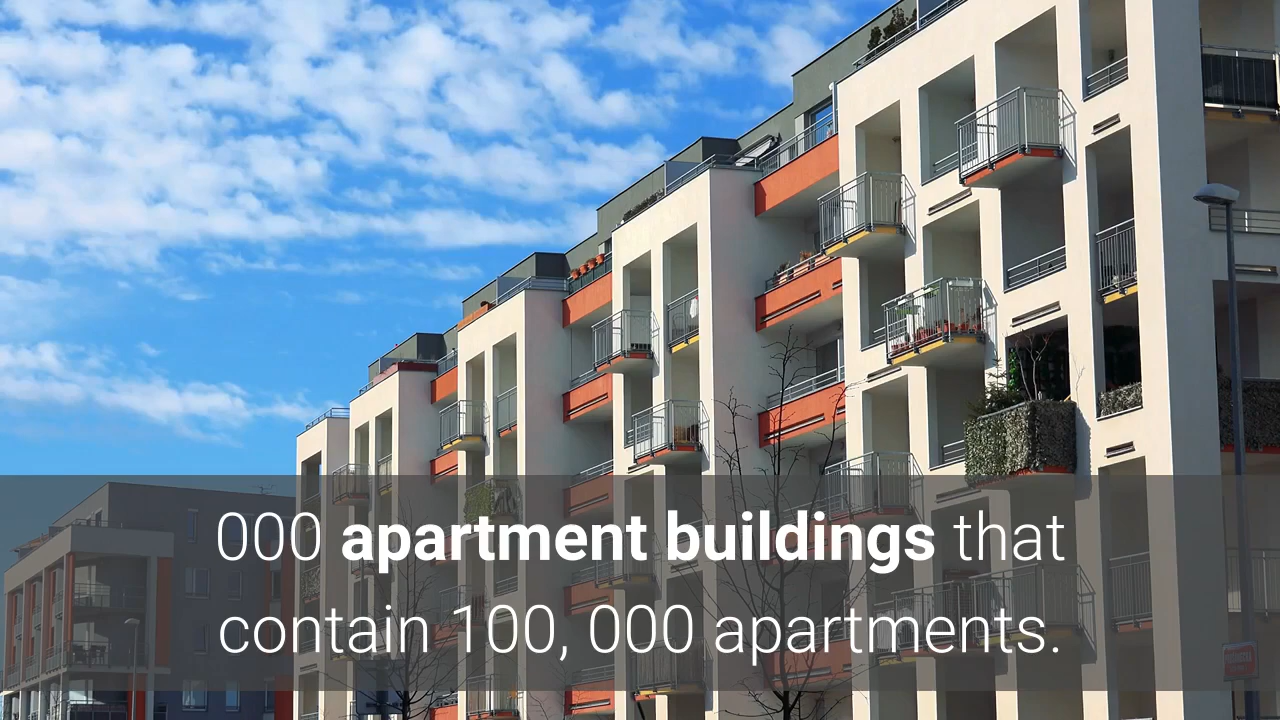 000 apartment buildings that
contain 100, 000 apartments.